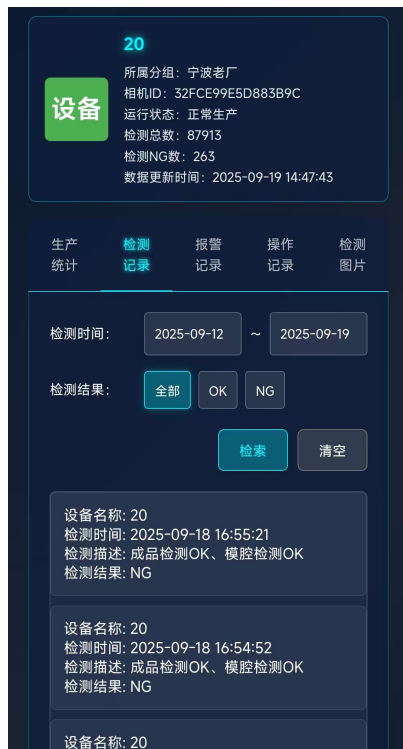 20
设备
所属分组：宁波老厂
相机ID：32FCE99E5D883B9C
运行状态：正常生产
检测总数：87913
检测NG数：263
数据更新时间：2025-09-19 14:47:43
生产统计
检测记录
报警记录
操作记录
检测图片
检测时间：
2025-09-12 ~ 2025-09-19
检测结果：
全部 OK NG
检索 清空
设备名称: 20
检测时间: 2025-09-18 16:55:21
检测描述: 成品检测OK、模腔检测OK
检测结果: NG
设备名称: 20
检测时间: 2025-09-18 16:54:52
检测描述: 成品检测OK、模腔检测OK
检测结果: NG
设备名称: 20